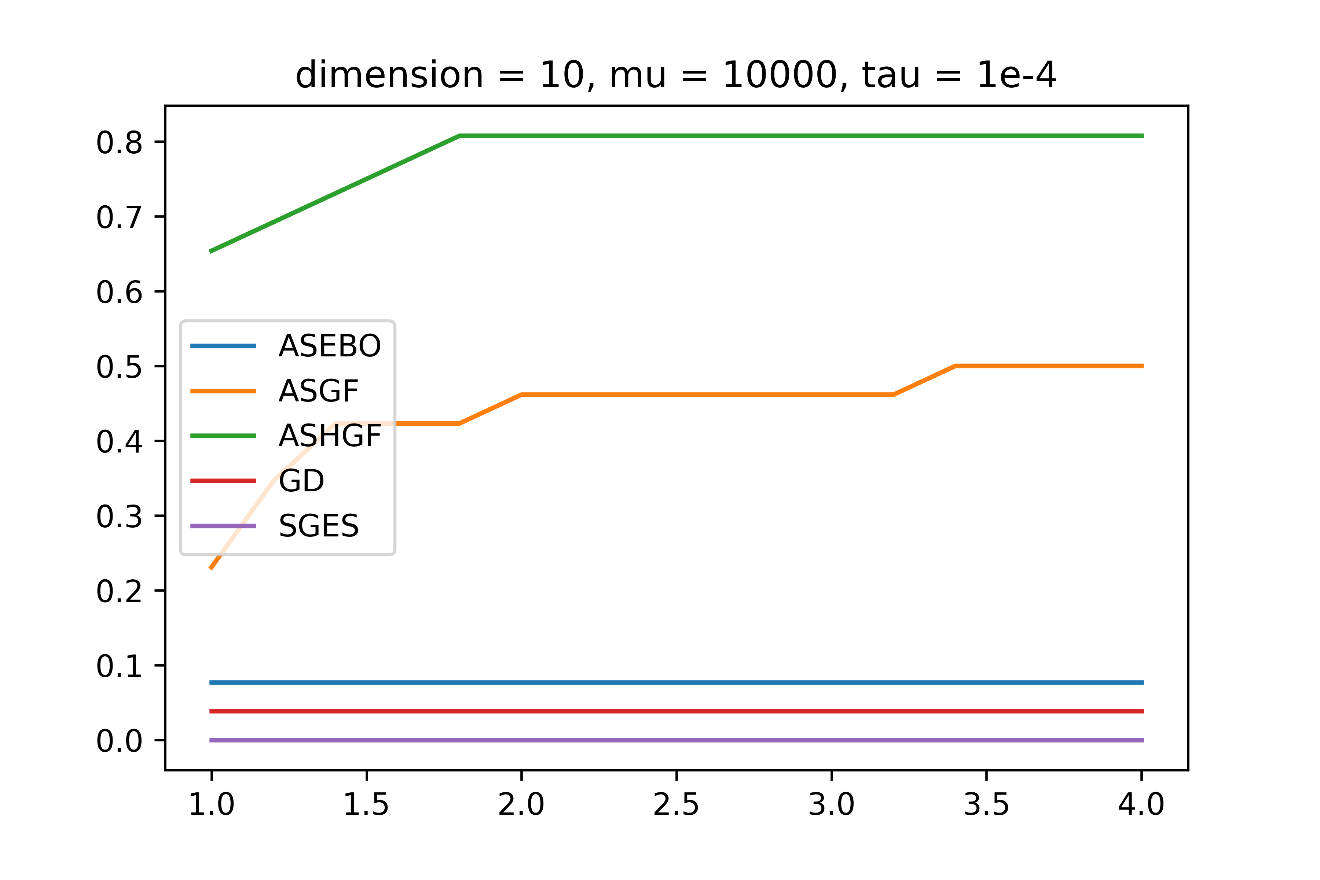 dimension = 10, mu = 10000, tau = 1e-4
0.8
0.7
0.6
0.5
0.4
0.3
0.2
0.1
0.0
ASEBO
ASGF
ASHGF
GD
SGES
1.0 1.5 2.0 2.5 3.0 3.5 4.0